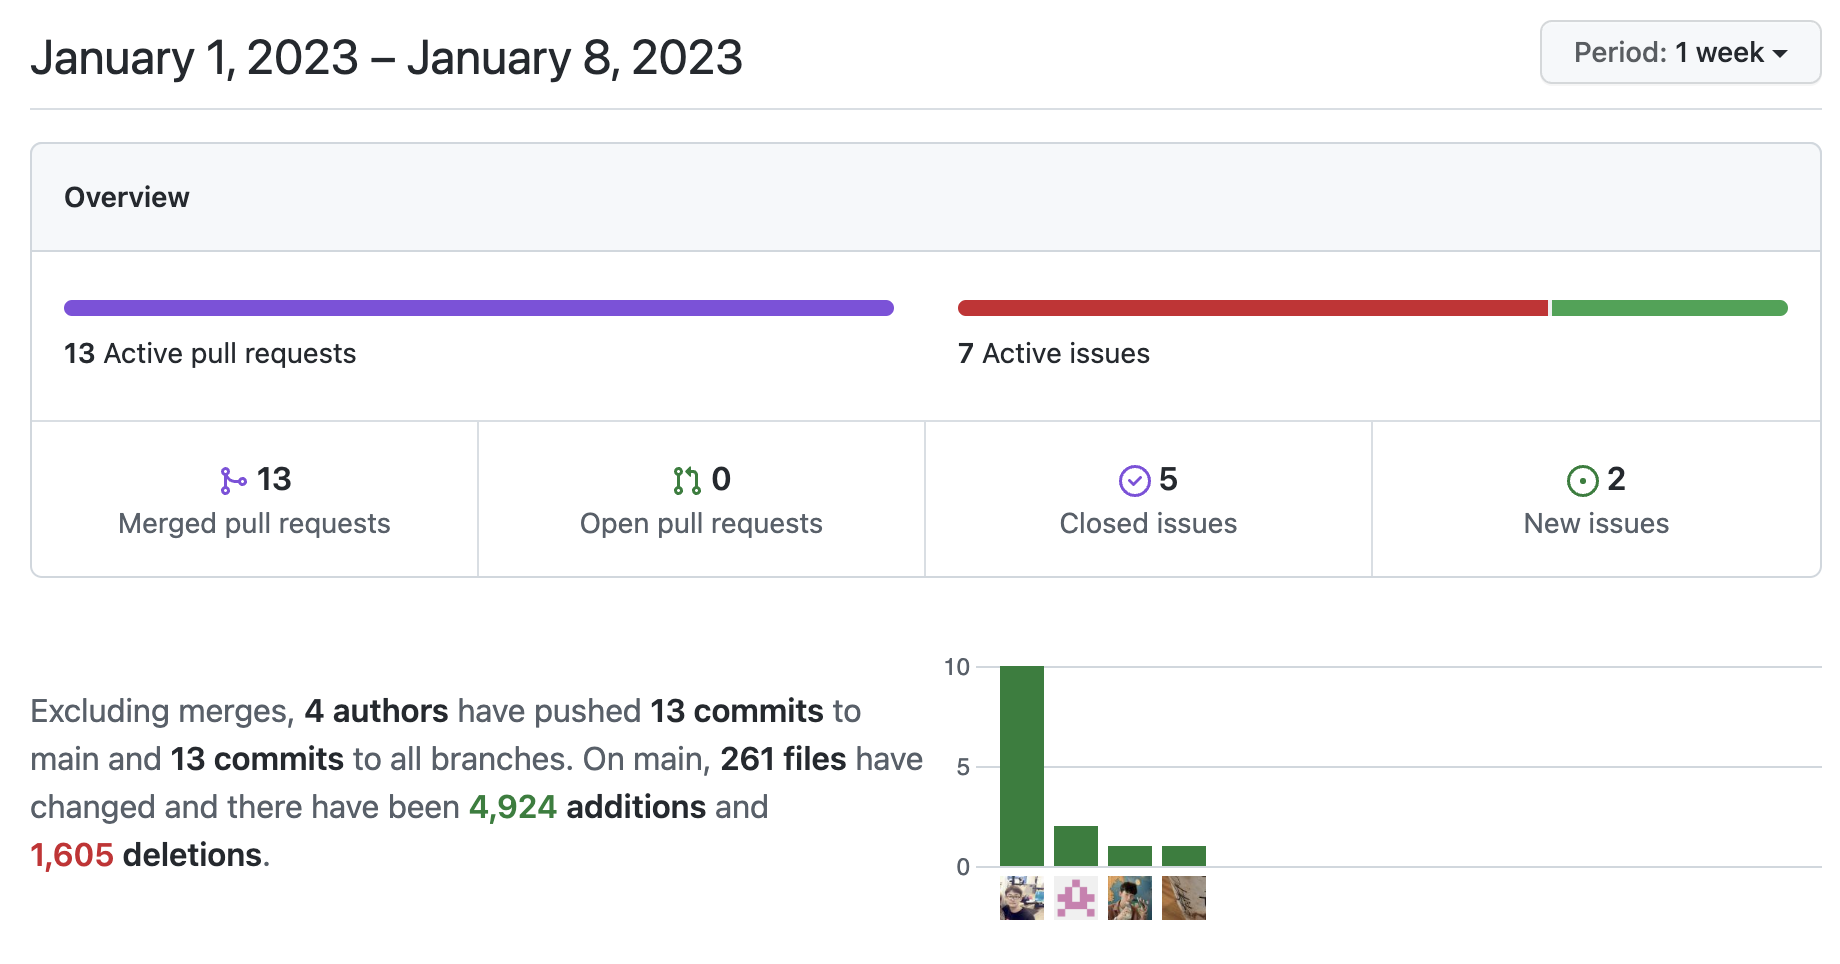 January 1, 2023 – January 8, 2023
Period: 1 week
Overview
13 Active pull requests
7 Active issues
13
Merged pull requests
0
Open pull requests
5
Closed issues
2
New issues
Excluding merges, 4 authors have pushed 13 commits to
main and 13 commits to all branches. On main, 261 files have
changed and there have been 4,924 additions and
1,605 deletions.
10
5
0